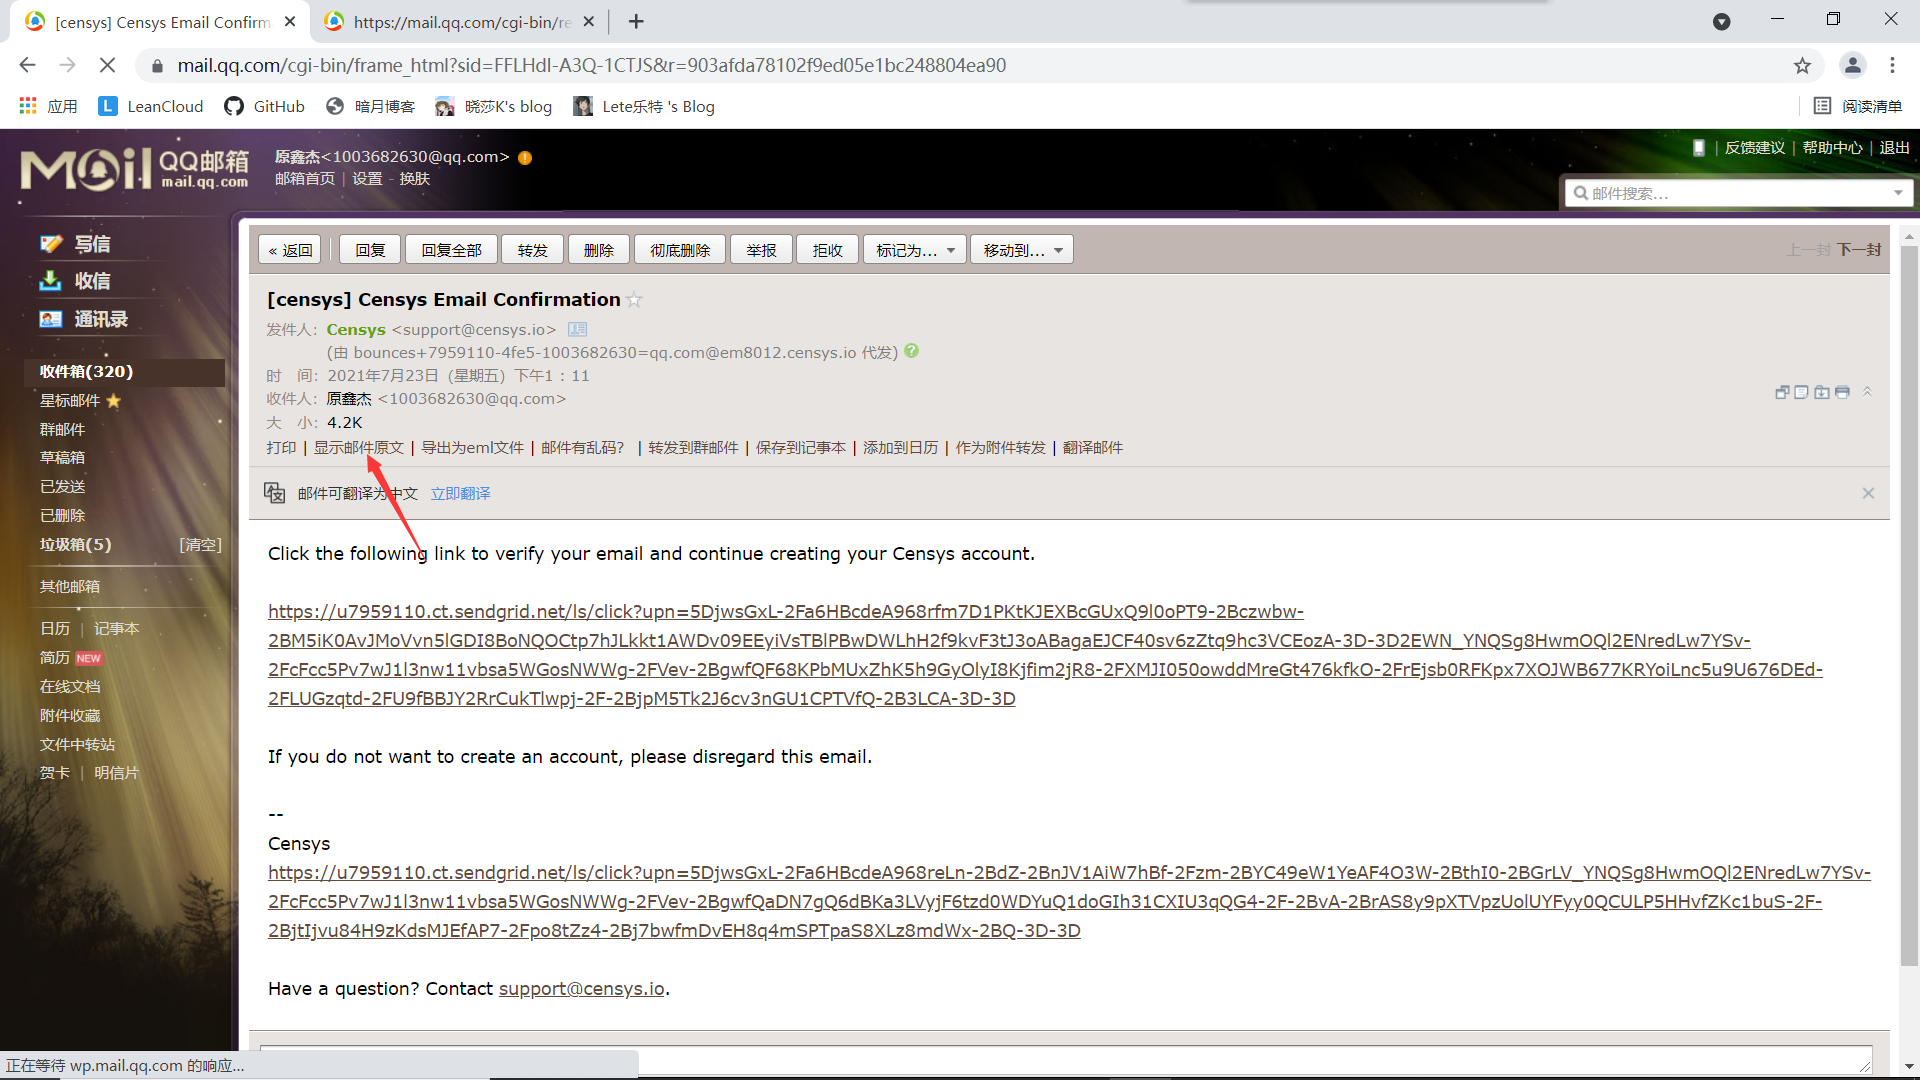 [censys] Censys Email Confirm
https://mail.qq.com/cgi-bin/re
mail.qq.com/cgi-bin/frame_html?sid=FFLHdI-A3Q-1CTJS&r=903afda78102f9ed05e1bc248804ea90
应用 LeanCloud GitHub 暗月博客 晓莎K's blog Lete乐特 's Blog 阅读清单
Mail QQ邮箱 mail.qq.com
原鑫杰<1003682630@qq.com>
邮箱首页 | 设置 - 换肤
| 反馈建议 | 帮助中心 | 退出
邮件搜索...
写信
收信
通讯录
收件箱(320)
星标邮件
群邮件
草稿箱
已发送
已删除
垃圾箱(5) [清空]
其他邮箱
日历 | 记事本
简历 NEW
在线文档
附件收藏
文件中转站
贺卡 | 明信片
« 返回 回复 回复全部 转发 删除 彻底删除 举报 拒收 标记为... 移动到... 上一封 下一封
[censys] Censys Email Confirmation
发件人: Censys <support@censys.io>
(由 bounces+7959110-4fe5-1003682630=qq.com@em8012.censys.io 代发)
时 间: 2021年7月23日 (星期五) 下午1:11
收件人: 原鑫杰 <1003682630@qq.com>
大 小: 4.2K
打印 | 显示邮件原文 | 导出为eml文件 | 邮件有乱码? | 转发到群邮件 | 保存到记事本 | 添加到日历 | 作为附件转发 | 翻译邮件
邮件可翻译为中文 立即翻译
Click the following link to verify your email and continue creating your Censys account.
https://u7959110.ct.sendgrid.net/ls/click?upn=5DjwsGxL-2Fa6HBcdeA968rfm7D1PKtKJEXBcGUxQ9l0oPT9-2Bczwbw-
2BM5iK0AvJMoVvn5lGDI8BoNQOCtp7hJLkkt1AWDv09EEyiVsTBlPBwDWLhH2f9kvF3tJ3oABagaEJCF40sv6zZtq9hc3VCEozA-3D-3D2EWN_YNQSg8HwmOQl2ENredLw7YSv-
2FcFcc5Pv7wJ1l3nw11vbsa5WGosNWWg-2FVev-2BgwfQF68KPbMUxZhK5h9GyOlyI8Kjfim2jR8-2FXMJI050owddMreGt476kfkO-2FrEjsb0RFKpx7XOJWB677KRYoiLnc5u9U676DEd-
2FLUGzqtd-2FU9fBBJY2RrCukTlwpj-2F-2BjpM5Tk2J6cv3nGU1CPTVfQ-2B3LCA-3D-3D
If you do not want to create an account, please disregard this email.
--
Censys
https://u7959110.ct.sendgrid.net/ls/click?upn=5DjwsGxL-2Fa6HBcdeA968reLn-2BdZ-2BnJV1AiW7hBf-2Fzm-2BYC49eW1YeAF4O3W-2BthI0-2BGrLV_YNQSg8HwmOQl2ENredLw7YSv-
2FcFcc5Pv7wJ1l3nw11vbsa5WGosNWWg-2FVev-2BgwfQaDN7gQ6dBKa3LVyjF6tzd0WDYuQ1doGIh31CXIU3qQG4-2F-2BvA-2BrAS8y9pXTVpzUolUYFyy0QCULP5HHvfZKc1buS-2F-
2BjtIjvu84H9zKdsMJEfAP7-2Fpo8tZz4-2Bj7bwfmDvEH8q4mSPTpaS8XLz8mdWx-2BQ-3D-3D
Have a question? Contact support@censys.io.
正在等待 wp.mail.qq.com 的响应...